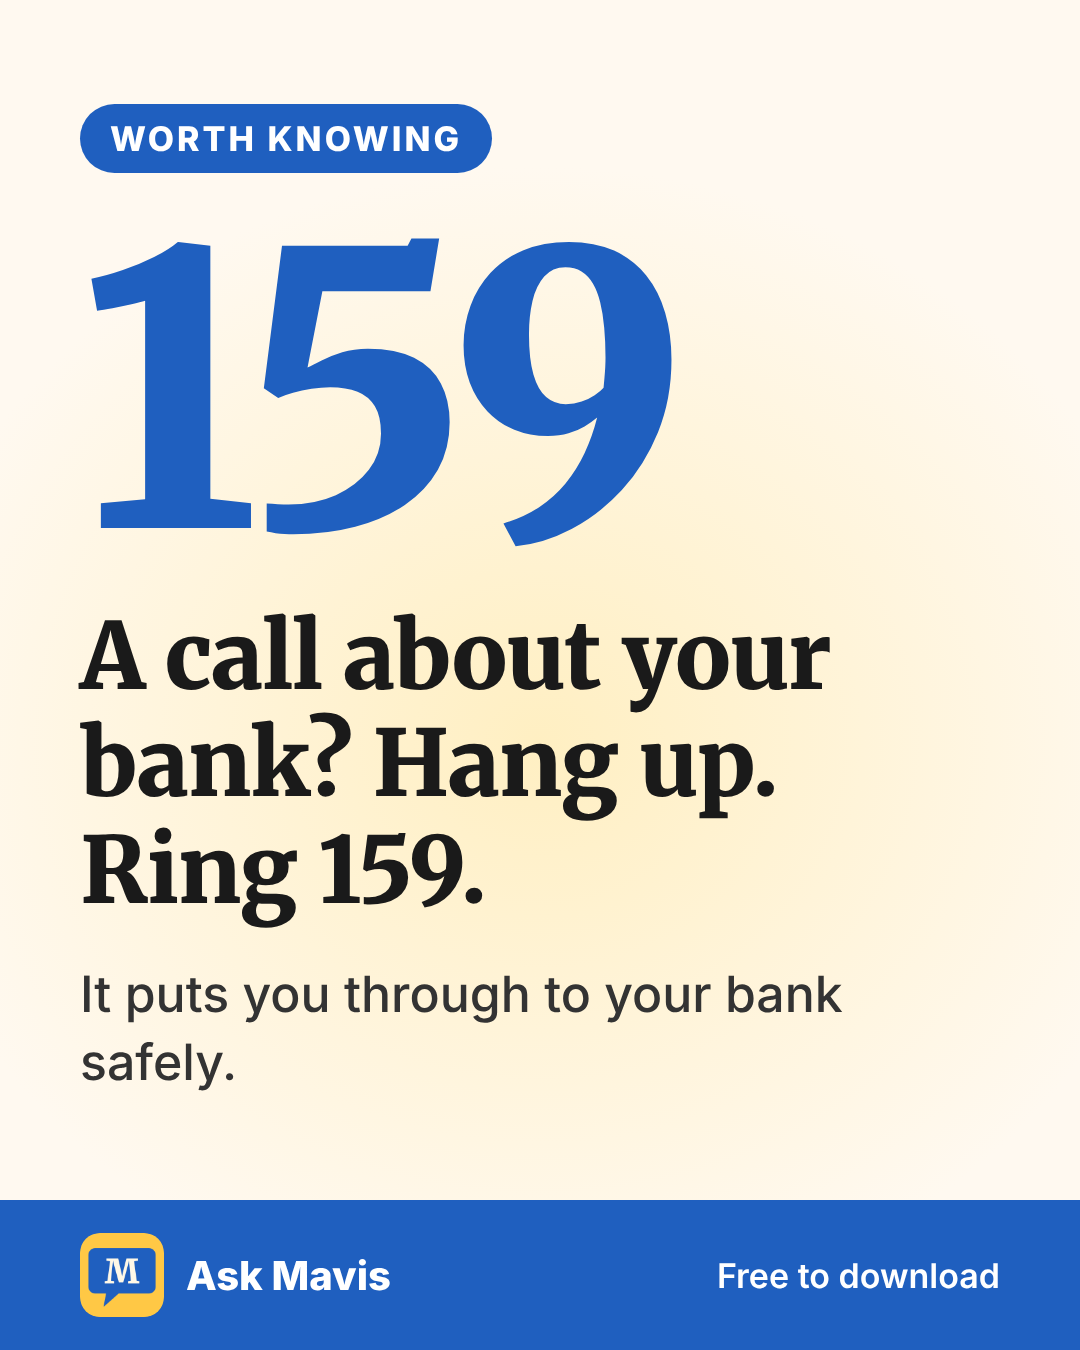 WORTH KNOWING
159
A call about your
bank? Hang up.
Ring 159.
It puts you through to your bank
safely.
M
Ask Mavis
Free to download